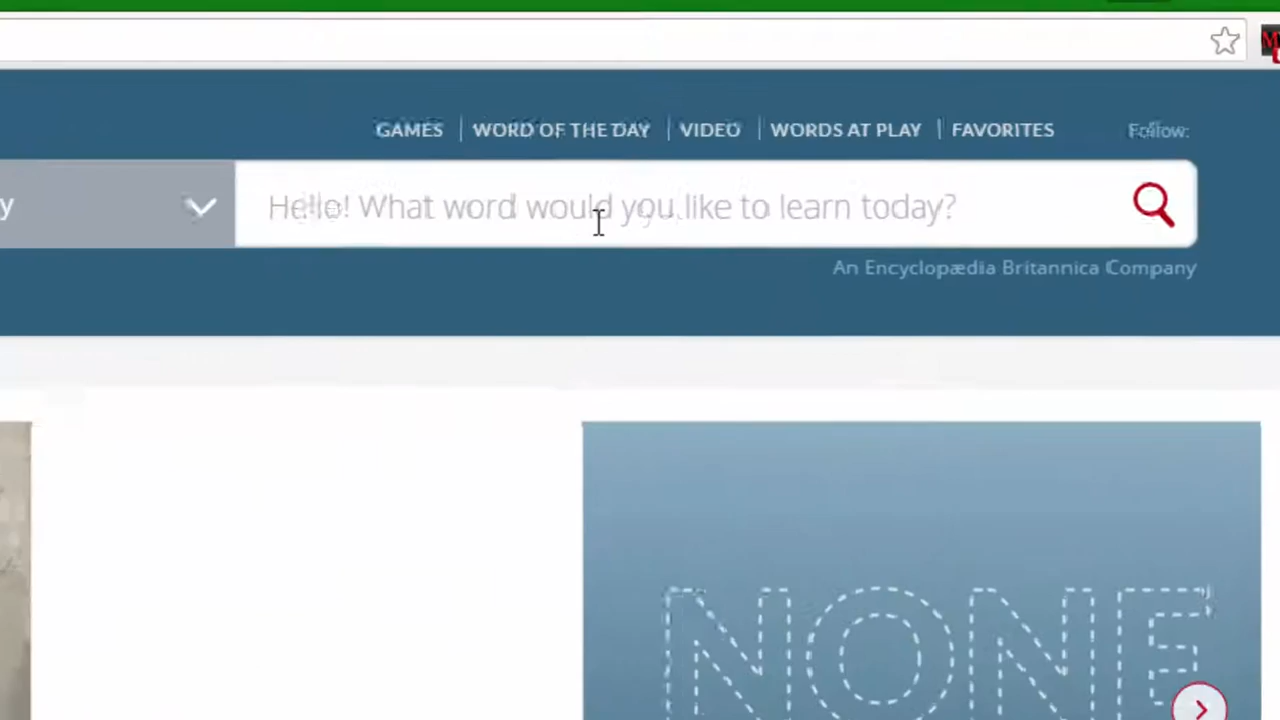 GAMES WORD OF THE DAY VIDEO WORDS AT PLAY FAVORITES Follow:
y Hello! What word would you like to learn today?
An Encyclopædia Britannica Company
NONE